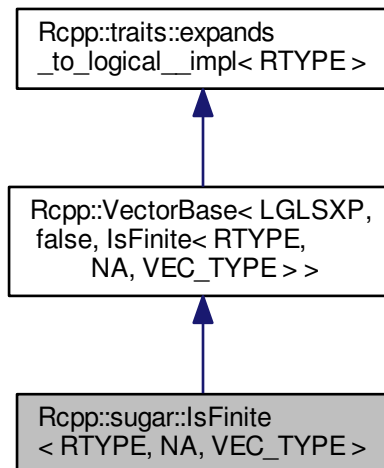 Rcpp::traits::expands
_to_logical__impl< RTYPE >
Rcpp::VectorBase< LGLSXP,
false, IsFinite< RTYPE,
NA, VEC_TYPE > >
Rcpp::sugar::IsFinite
< RTYPE, NA, VEC_TYPE >